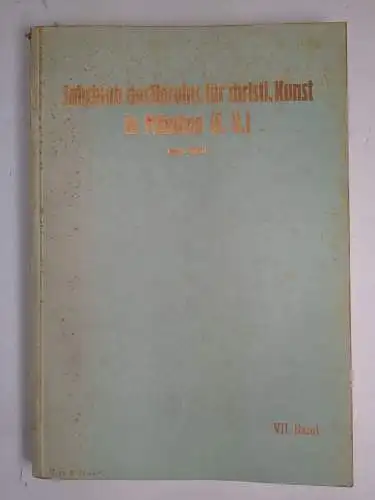 Jahrbuch des Vereins für christl. Kunst
in München (E. V.)
VII. Band